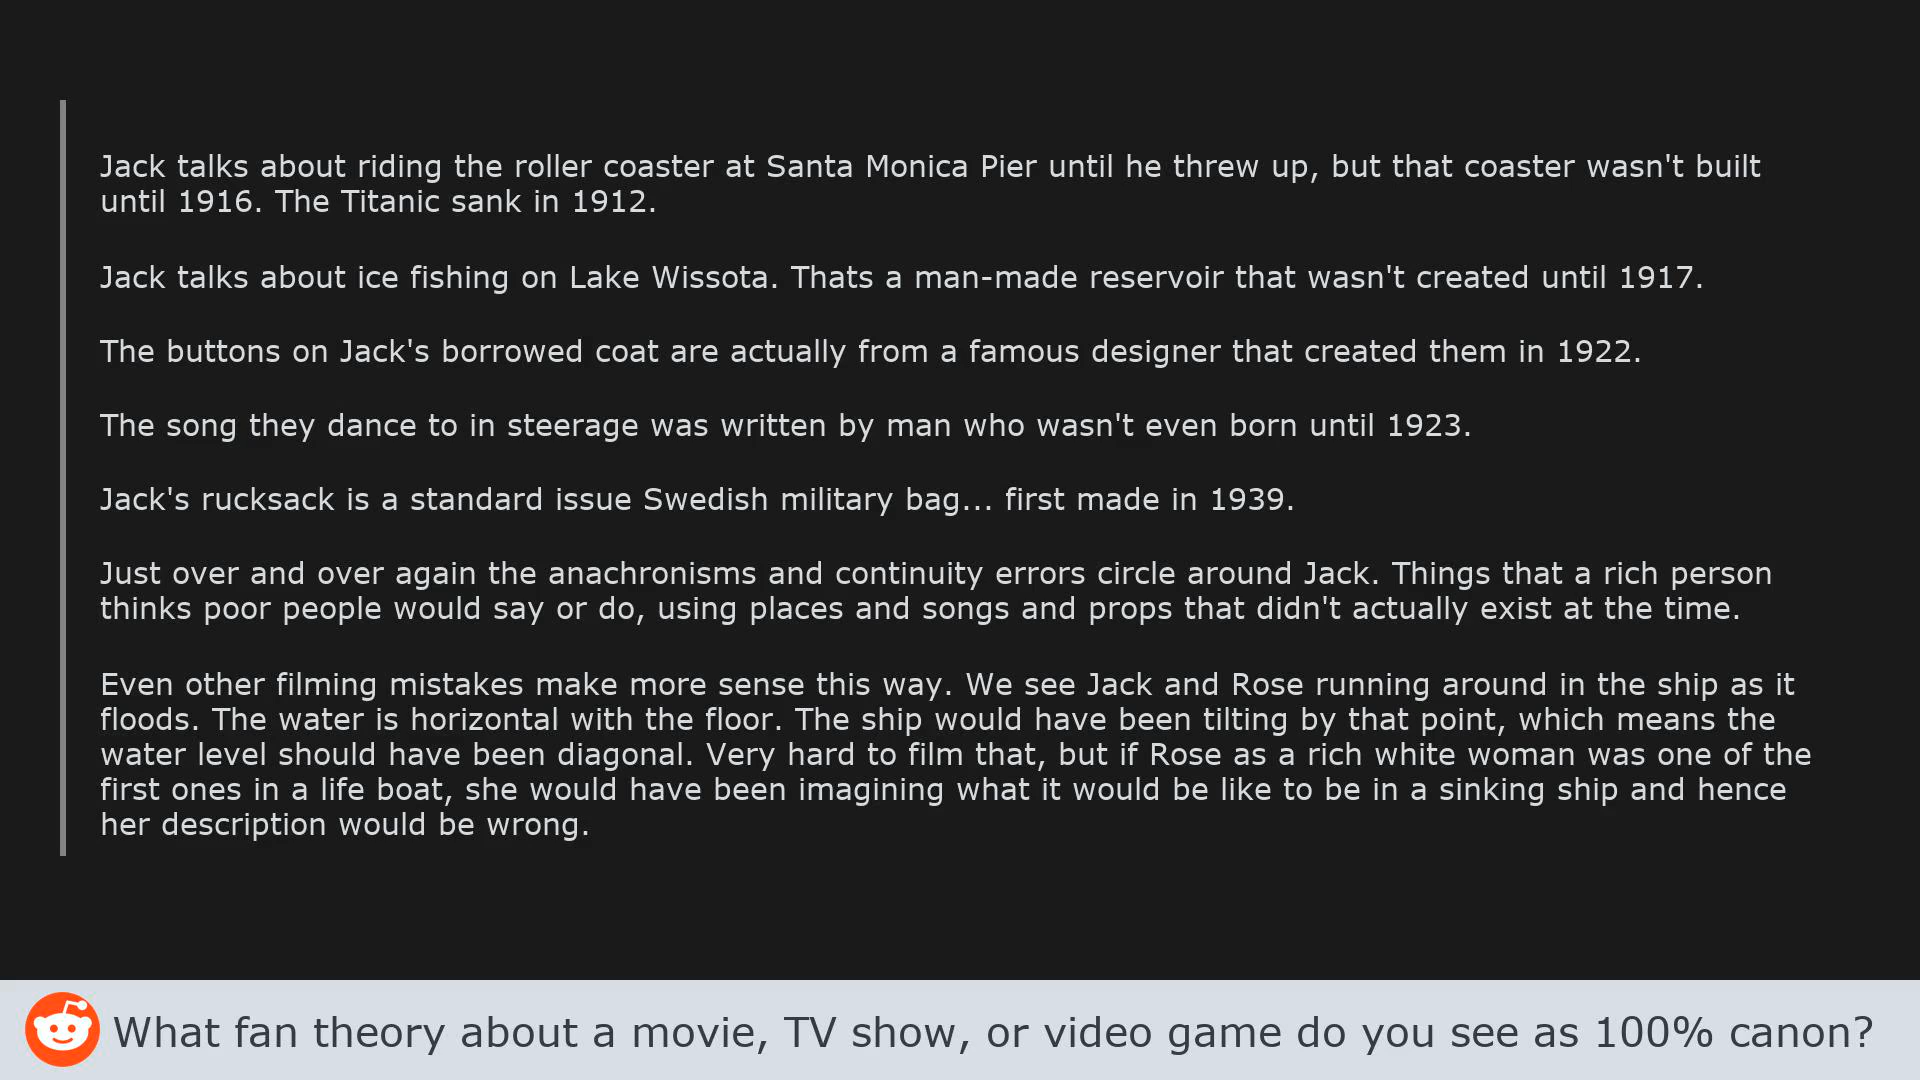 Jack talks about riding the roller coaster at Santa Monica Pier until he threw up, but that coaster wasn't built
until 1916. The Titanic sank in 1912.
Jack talks about ice fishing on Lake Wissota. Thats a man-made reservoir that wasn't created until 1917.
The buttons on Jack's borrowed coat are actually from a famous designer that created them in 1922.
The song they dance to in steerage was written by man who wasn't even born until 1923.
Jack's rucksack is a standard issue Swedish military bag... first made in 1939.
Just over and over again the anachronisms and continuity errors circle around Jack. Things that a rich person
thinks poor people would say or do, using places and songs and props that didn't actually exist at the time.
Even other filming mistakes make more sense this way. We see Jack and Rose running around in the ship as it
floods. The water is horizontal with the floor. The ship would have been tilting by that point, which means the
water level should have been diagonal. Very hard to film that, but if Rose as a rich white woman was one of the
first ones in a life boat, she would have been imagining what it would be like to be in a sinking ship and hence
her description would be wrong.
What fan theory about a movie, TV show, or video game do you see as 100% canon?